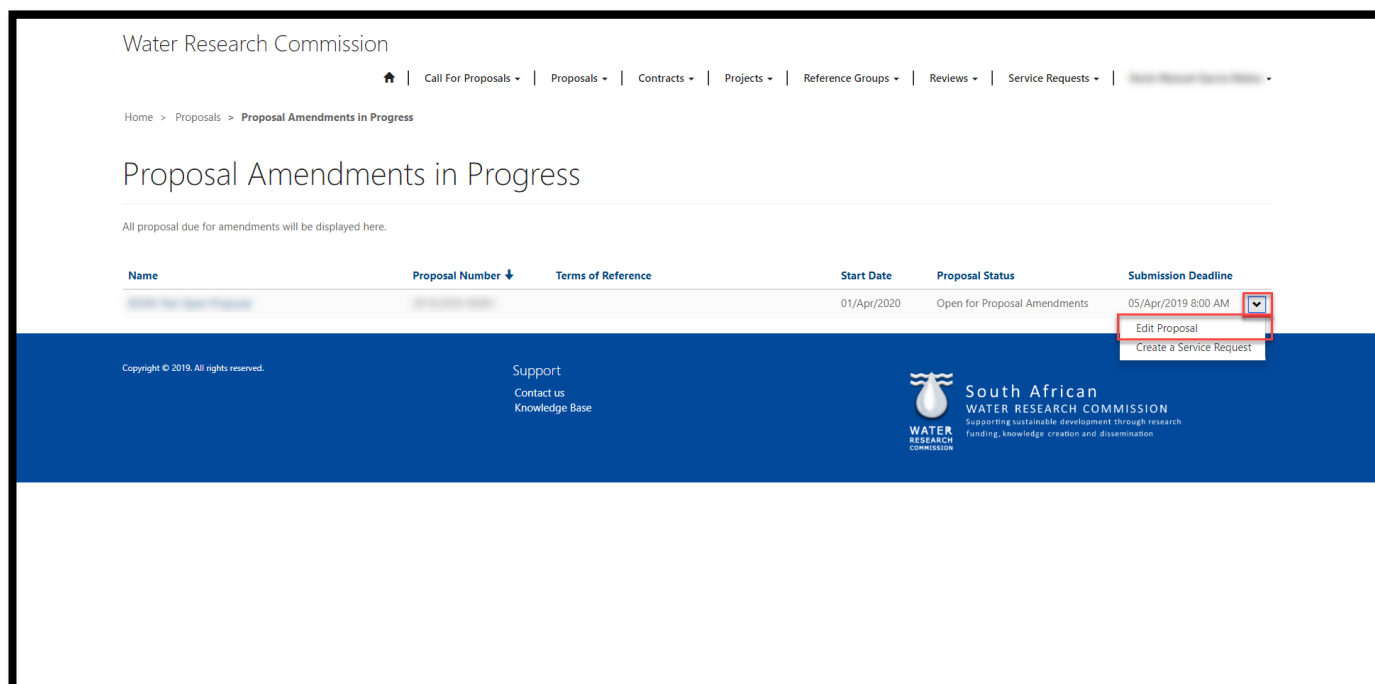 Water Research Commission
Call For Proposals Proposals Contracts Projects Reference Groups Reviews Service Requests
Home > Proposals > Proposal Amendments in Progress
Proposal Amendments in Progress
All proposal due for amendments will be displayed here.
Name Proposal Number Terms of Reference Start Date Proposal Status Submission Deadline
01/Apr/2020 Open for Proposal Amendments 05/Apr/2019 8:00 AM
Edit Proposal
Create a Service Request
Copyright © 2019. All rights reserved.
Support
Contact us
Knowledge Base
WATER
RESEARCH
COMMISSION
South African
WATER RESEARCH COMMISSION
Supporting sustainable development through research
funding, knowledge creation and dissemination